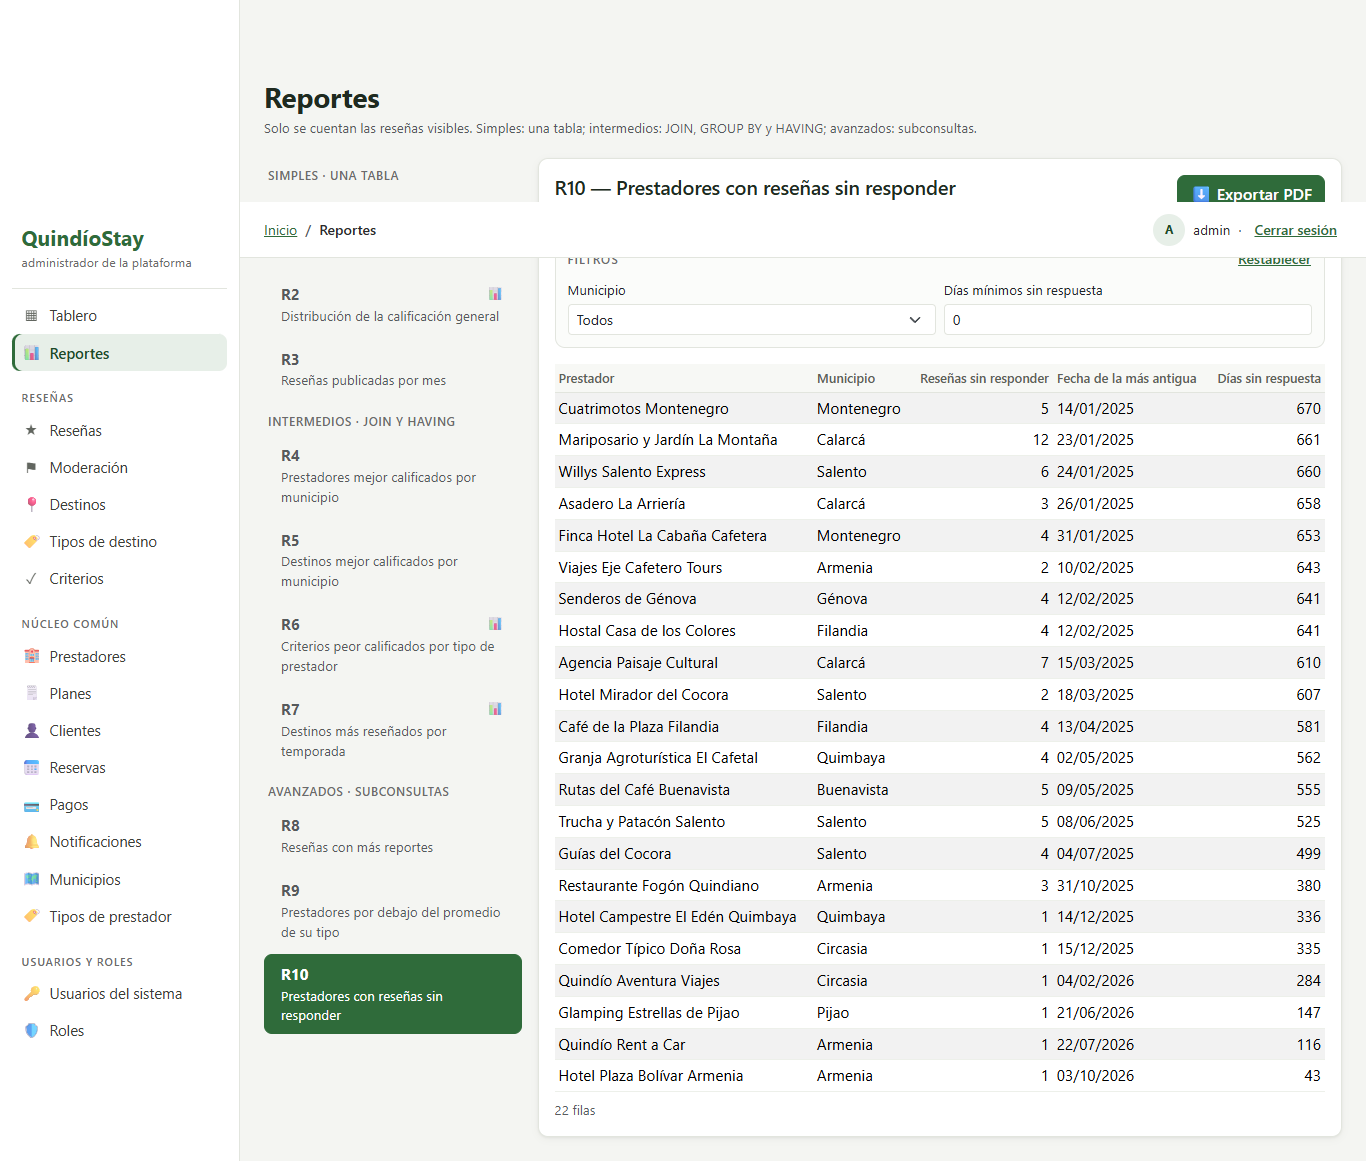 QuindíoStay
administrador de la plataforma
Tablero
Reportes
RESEÑAS
Reseñas
Moderación
Destinos
Tipos de destino
Criterios
NÚCLEO COMÚN
Prestadores
Planes
Clientes
Reservas
Pagos
Notificaciones
Municipios
Tipos de prestador
USUARIOS Y ROLES
Usuarios del sistema
Roles
Reportes
Solo se cuentan las reseñas visibles. Simples: una tabla; intermedios: JOIN, GROUP BY y HAVING; avanzados: subconsultas.
Inicio / Reportes
A admin · Cerrar sesión
SIMPLES · UNA TABLA
R2
Distribución de la calificación general
R3
Reseñas publicadas por mes
INTERMEDIOS · JOIN Y HAVING
R4
Prestadores mejor calificados por
municipio
R5
Destinos mejor calificados por
municipio
R6
Criterios peor calificados por tipo de
prestador
R7
Destinos más reseñados por
temporada
AVANZADOS · SUBCONSULTAS
R8
Reseñas con más reportes
R9
Prestadores por debajo del promedio
de su tipo
R10
Prestadores con reseñas sin
responder
R10 — Prestadores con reseñas sin responder
Exportar PDF
FILTROS
Restablecer
Municipio
Todos
Días mínimos sin respuesta
0
Prestador Municipio Reseñas sin responder Fecha de la más antigua Días sin respuesta
Cuatrimotos Montenegro Montenegro 5 14/01/2025 670
Mariposario y Jardín La Montaña Calarcá 12 23/01/2025 661
Willys Salento Express Salento 6 24/01/2025 660
Asadero La Arriería Calarcá 3 26/01/2025 658
Finca Hotel La Cabaña Cafetera Montenegro 4 31/01/2025 653
Viajes Eje Cafetero Tours Armenia 2 10/02/2025 643
Senderos de Génova Génova 4 12/02/2025 641
Hostal Casa de los Colores Filandia 4 12/02/2025 641
Agencia Paisaje Cultural Calarcá 7 15/03/2025 610
Hotel Mirador del Cocora Salento 2 18/03/2025 607
Café de la Plaza Filandia Filandia 4 13/04/2025 581
Granja Agroturística El Cafetal Quimbaya 4 02/05/2025 562
Rutas del Café Buenavista Buenavista 5 09/05/2025 555
Trucha y Patacón Salento Salento 5 08/06/2025 525
Guías del Cocora Salento 4 04/07/2025 499
Restaurante Fogón Quindiano Armenia 3 31/10/2025 380
Hotel Campestre El Edén Quimbaya Quimbaya 1 14/12/2025 336
Comedor Típico Doña Rosa Circasia 1 15/12/2025 335
Quindío Aventura Viajes Circasia 1 04/02/2026 284
Glamping Estrellas de Pijao Pijao 1 21/06/2026 147
Quindío Rent a Car Armenia 1 22/07/2026 116
Hotel Plaza Bolívar Armenia Armenia 1 03/10/2026 43
22 filas